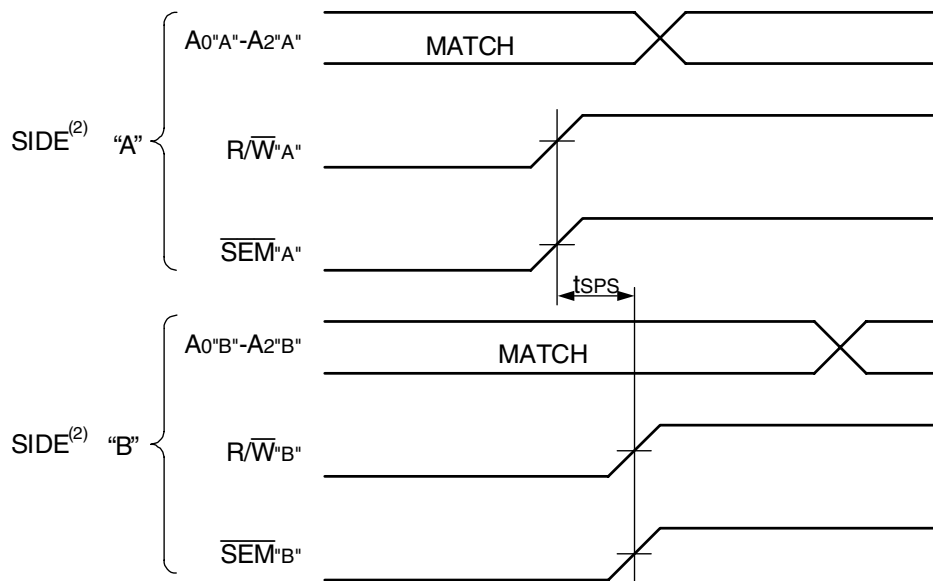 A0"A"-A2"A"
MATCH
SIDE(2) “A”
R/W"A"
SEM"A"
tSPS
A0"B"-A2"B"
MATCH
SIDE(2) “B”
R/W"B"
SEM"B"